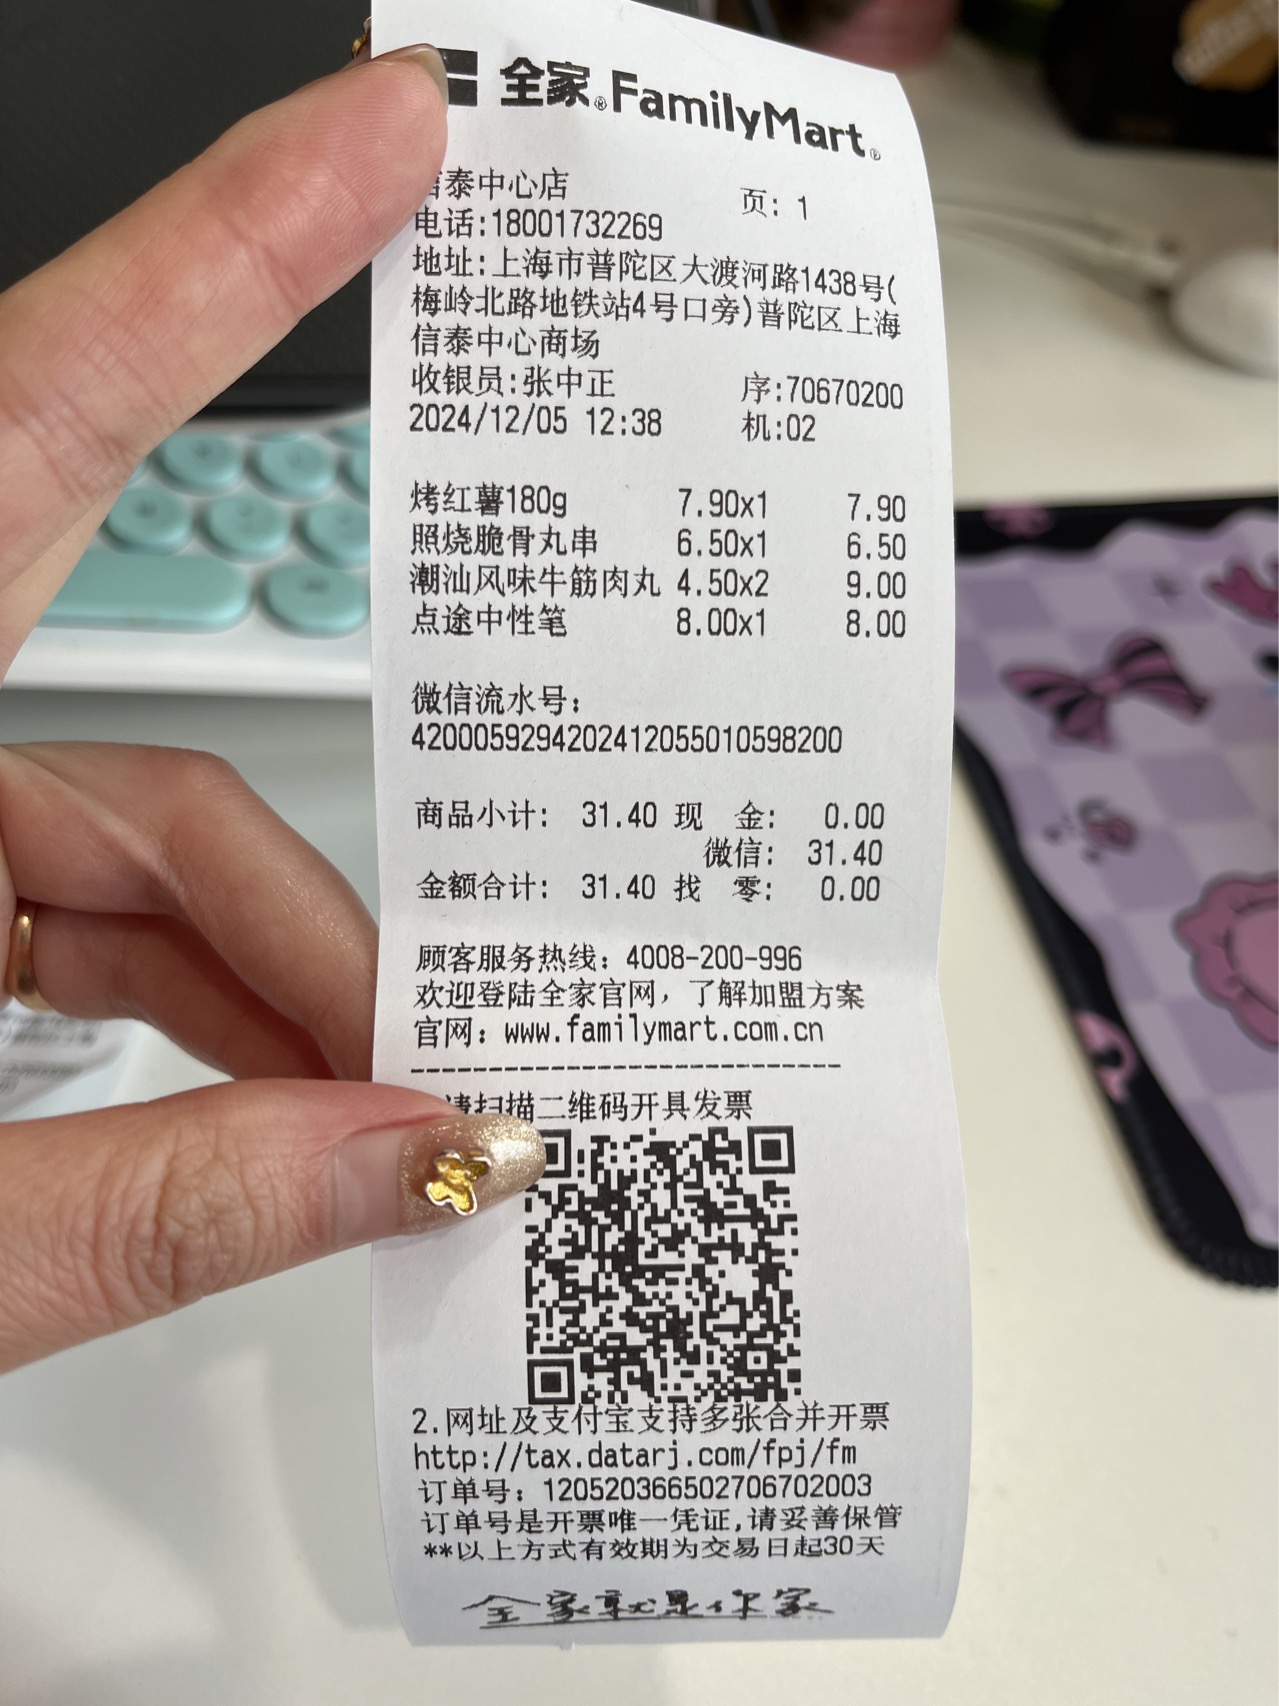 全家®FamilyMart®
信泰中心店 页: 1
电话:18001732269
地址:上海市普陀区大渡河路1438号(
梅岭北路地铁站4号口旁)普陀区上海
信泰中心商场
收银员:张中正 序:70670200
2024/12/05 12:38 机:02
烤红薯180g 7.90x1 7.90
照烧脆骨丸串 6.50x1 6.50
潮汕风味牛筋肉丸 4.50x2 9.00
点途中性笔 8.00x1 8.00
微信流水号:
4200059294202412055010598200
商品小计: 31.40 现 金: 0.00
微信: 31.40
金额合计: 31.40 找 零: 0.00
顾客服务热线: 4008-200-996
欢迎登陆全家官网, 了解加盟方案
官网: www.familymart.com.cn
请扫描二维码开具发票
2.网址及支付宝支持多张合并开票
http://tax.datarj.com/fpj/fm
订单号: 120520366502706702003
订单号是开票唯一凭证,请妥善保管
**以上方式有效期为交易日起30天
全家就是你家